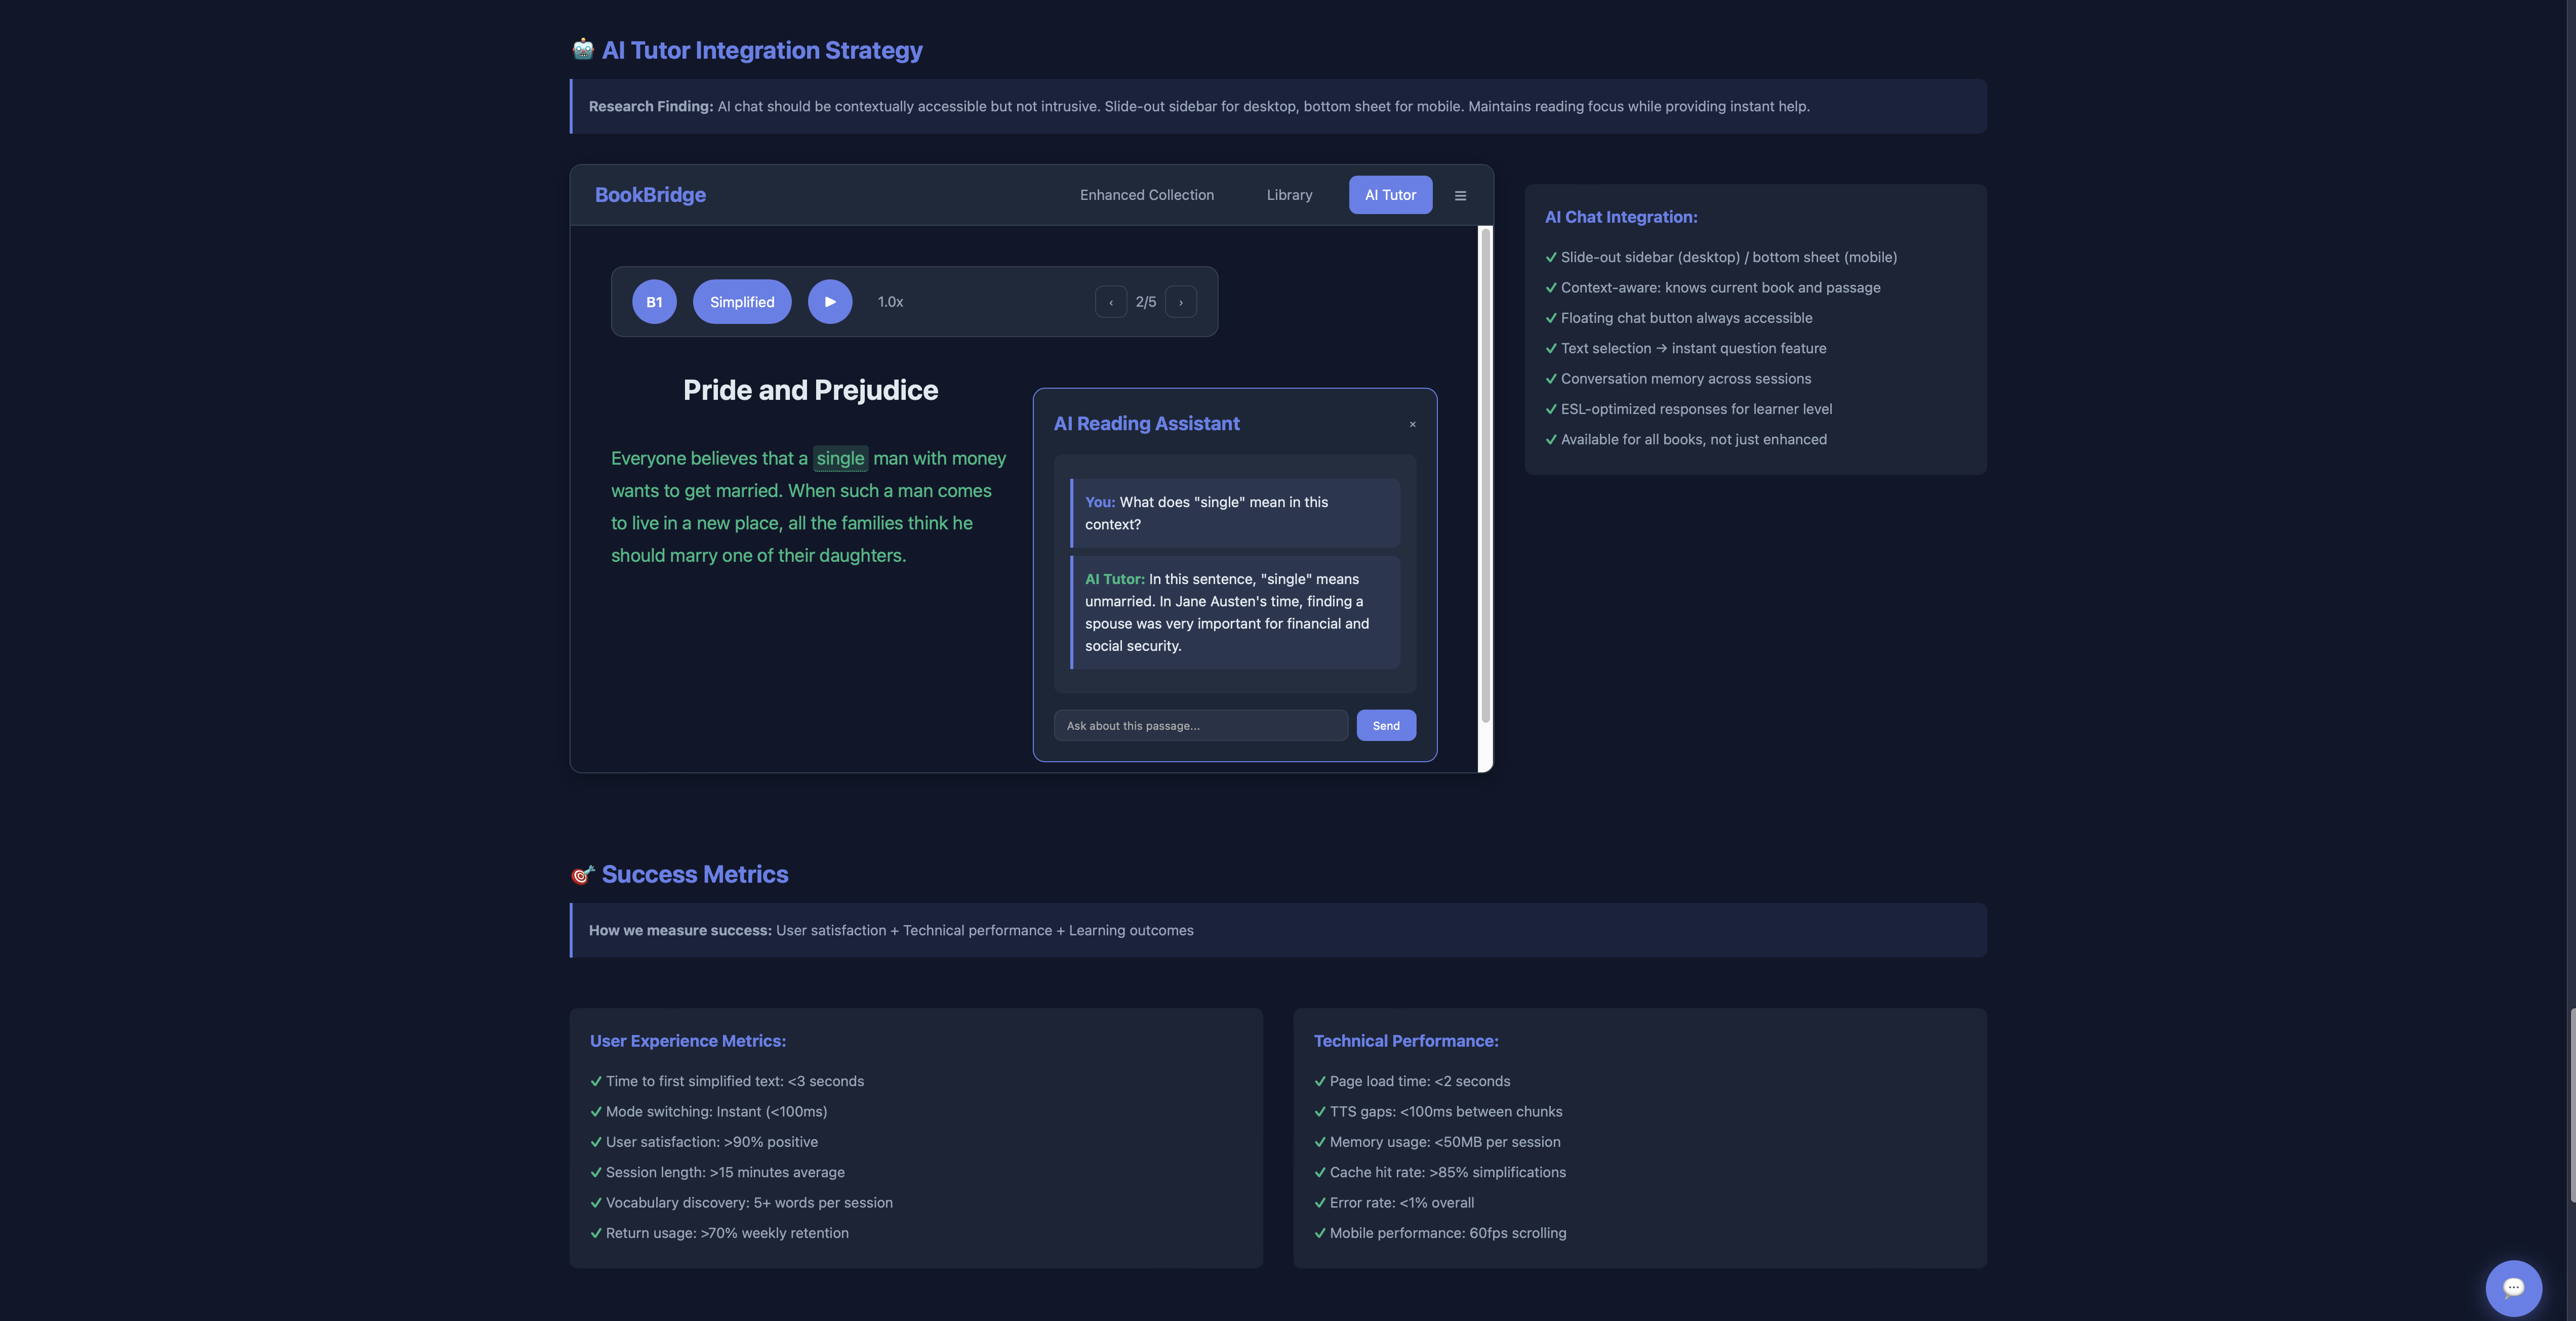 🤖 AI Tutor Integration Strategy
Research Finding: AI chat should be contextually accessible but not intrusive. Slide-out sidebar for desktop, bottom sheet for mobile. Maintains reading focus while providing instant help.
BookBridge
Enhanced Collection
Library
AI Tutor
☰
B1
Simplified
▶
1.0x
‹
2/5
›
Pride and Prejudice
Everyone believes that a single man with money
wants to get married. When such a man comes
to live in a new place, all the families think he
should marry one of their daughters.
AI Reading Assistant
×
You: What does "single" mean in this
context?
AI Tutor: In this sentence, "single" means
unmarried. In Jane Austen's time, finding a
spouse was very important for financial and
social security.
Ask about this passage...
Send
AI Chat Integration:
✓ Slide-out sidebar (desktop) / bottom sheet (mobile)
✓ Context-aware: knows current book and passage
✓ Floating chat button always accessible
✓ Text selection → instant question feature
✓ Conversation memory across sessions
✓ ESL-optimized responses for learner level
✓ Available for all books, not just enhanced
🎯 Success Metrics
How we measure success: User satisfaction + Technical performance + Learning outcomes
User Experience Metrics:
✓ Time to first simplified text: <3 seconds
✓ Mode switching: Instant (<100ms)
✓ User satisfaction: >90% positive
✓ Session length: >15 minutes average
✓ Vocabulary discovery: 5+ words per session
✓ Return usage: >70% weekly retention
Technical Performance:
✓ Page load time: <2 seconds
✓ TTS gaps: <100ms between chunks
✓ Memory usage: <50MB per session
✓ Cache hit rate: >85% simplifications
✓ Error rate: <1% overall
✓ Mobile performance: 60fps scrolling
💬